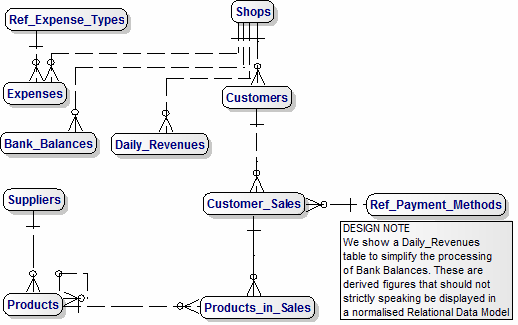 Shops
Ref_Expense_Types
Expenses
Customers
Bank_Balances
Daily_Revenues
Suppliers
Customer_Sales
Ref_Payment_Methods
DESIGN NOTE
We show a Daily_Revenues
table to simplify the processing
of Bank Balances. These are
derived figures that should not
strictly speaking be displayed in
a normalised Relational Data Model
Products
Products_in_Sales